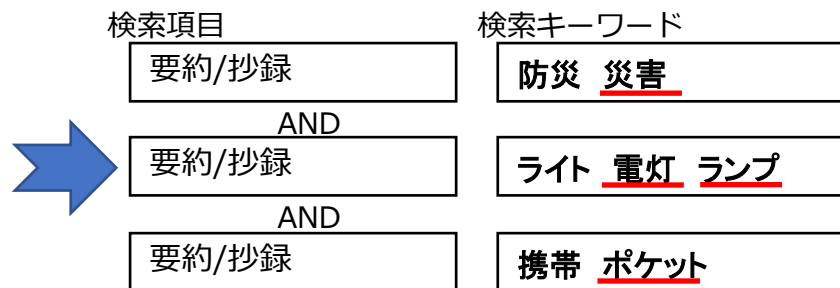 検索項目 検索キーワード
要約/抄録 防災 災害
AND
要約/抄録 ライト 電灯 ランプ
AND
要約/抄録 携帯 ポケット